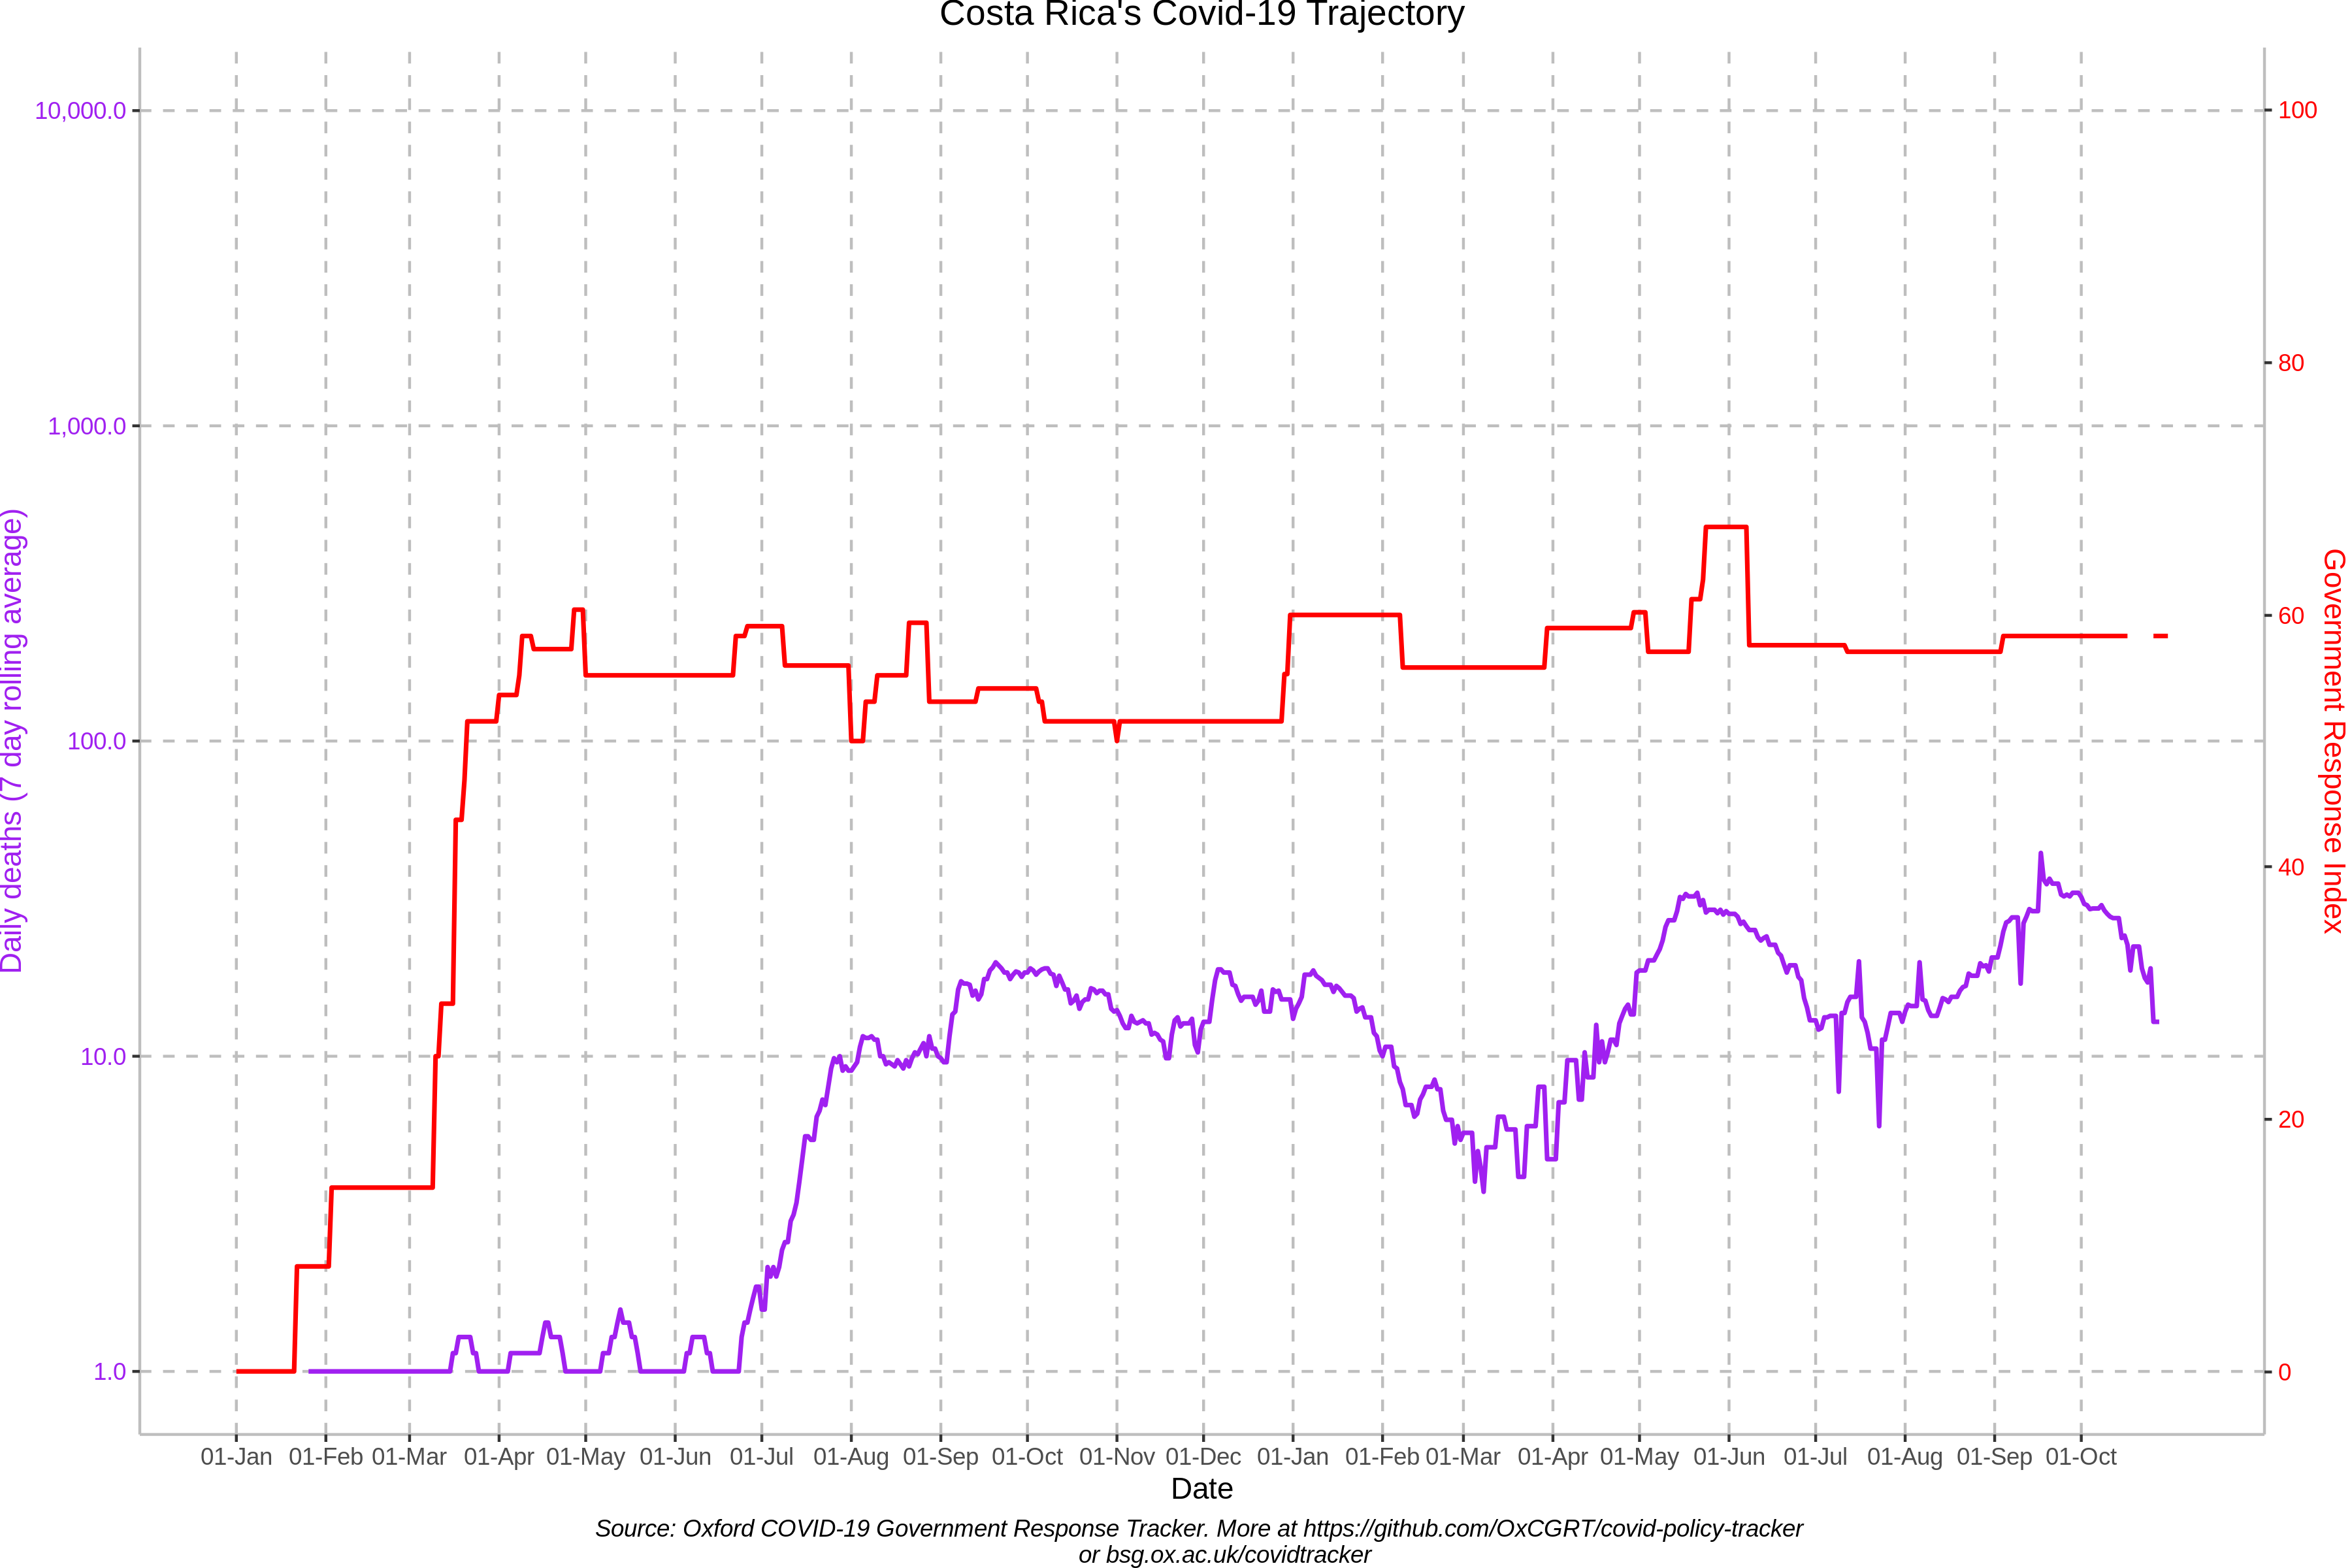 Costa Rica's Covid-19 Trajectory
10,000.0
1,000.0
100.0
10.0
1.0
Daily deaths (7 day rolling average)
100
80
60
40
20
0
Government Response Index
01-Jan 01-Feb 01-Mar 01-Apr 01-May 01-Jun 01-Jul 01-Aug 01-Sep 01-Oct 01-Nov 01-Dec 01-Jan 01-Feb 01-Mar 01-Apr 01-May 01-Jun 01-Jul 01-Aug 01-Sep 01-Oct
Date
Source: Oxford COVID-19 Government Response Tracker. More at https://github.com/OxCGRT/covid-policy-tracker
or bsg.ox.ac.uk/covidtracker